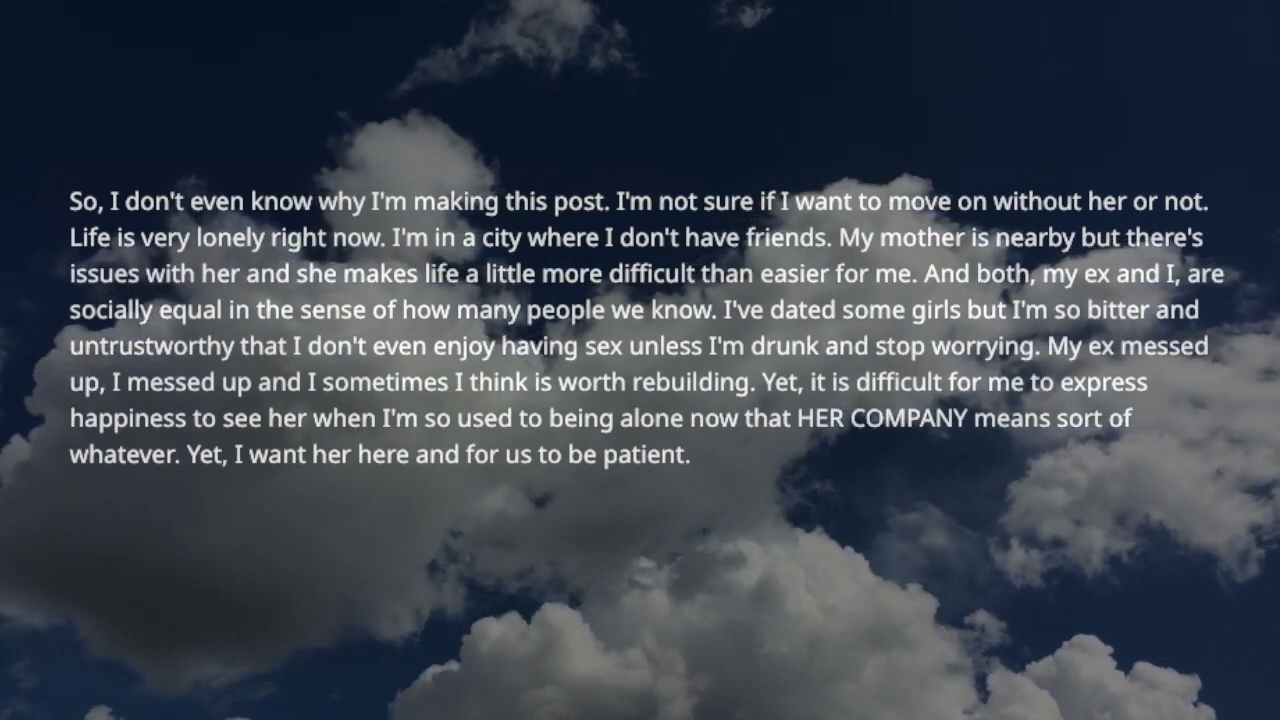 So, I don't even know why I'm making this post. I'm not sure if I want to move on without her or not.
Life is very lonely right now. I'm in a city where I don't have friends. My mother is nearby but there's
issues with her and she makes life a little more difficult than easier for me. And both, my ex and I, are
socially equal in the sense of how many people we know. I've dated some girls but I'm so bitter and
untrustworthy that I don't even enjoy having sex unless I'm drunk and stop worrying. My ex messed
up, I messed up and I sometimes I think is worth rebuilding. Yet, it is difficult for me to express
happiness to see her when I'm so used to being alone now that HER COMPANY means sort of
whatever. Yet, I want her here and for us to be patient.